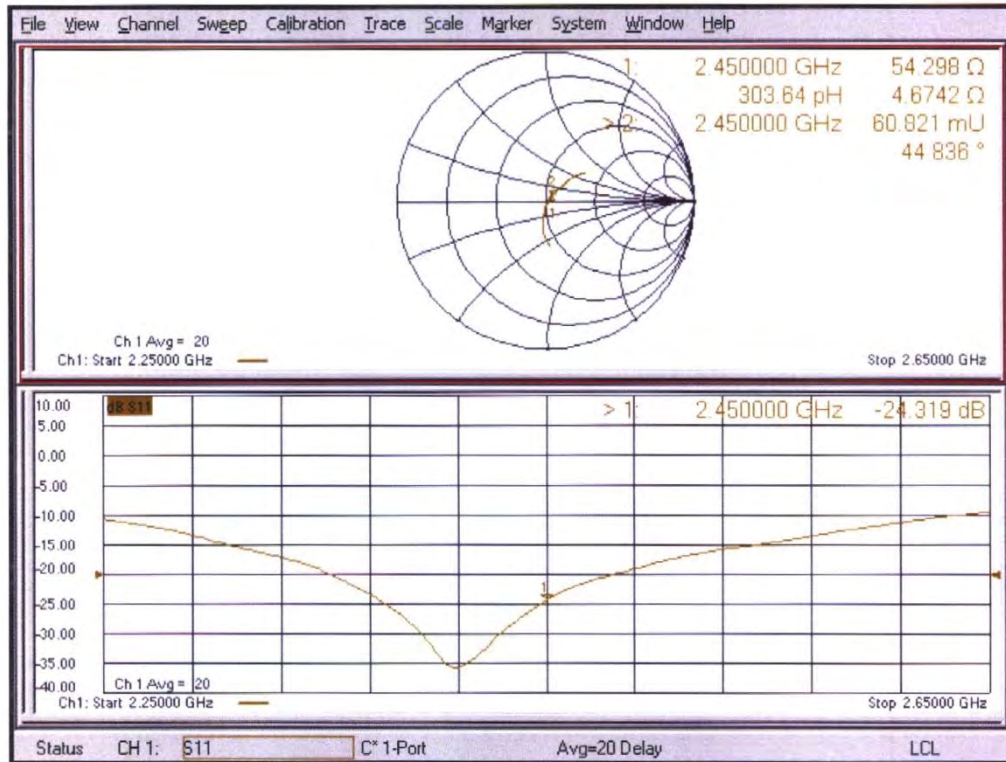 File View Channel Sweep Calibration Trace Scale Marker System Window Help
1: 2.450000 GHz 54.298 Ω
303.64 pH 4.6742 Ω
> 2: 2.450000 GHz 60.821 mU
44.836 °
2
1
Ch 1 Avg = 20
Ch1: Start 2.25000 GHz Stop 2.65000 GHz
10.00 dB S11 > 1: 2.450000 GHz -24.319 dB
5.00
0.00
-5.00
-10.00
-15.00
-20.00
-25.00 1
-30.00
-35.00
-40.00 Ch 1 Avg = 20
Ch1: Start 2.25000 GHz Stop 2.65000 GHz
Status CH 1: S11 C* 1-Port Avg=20 Delay LCL